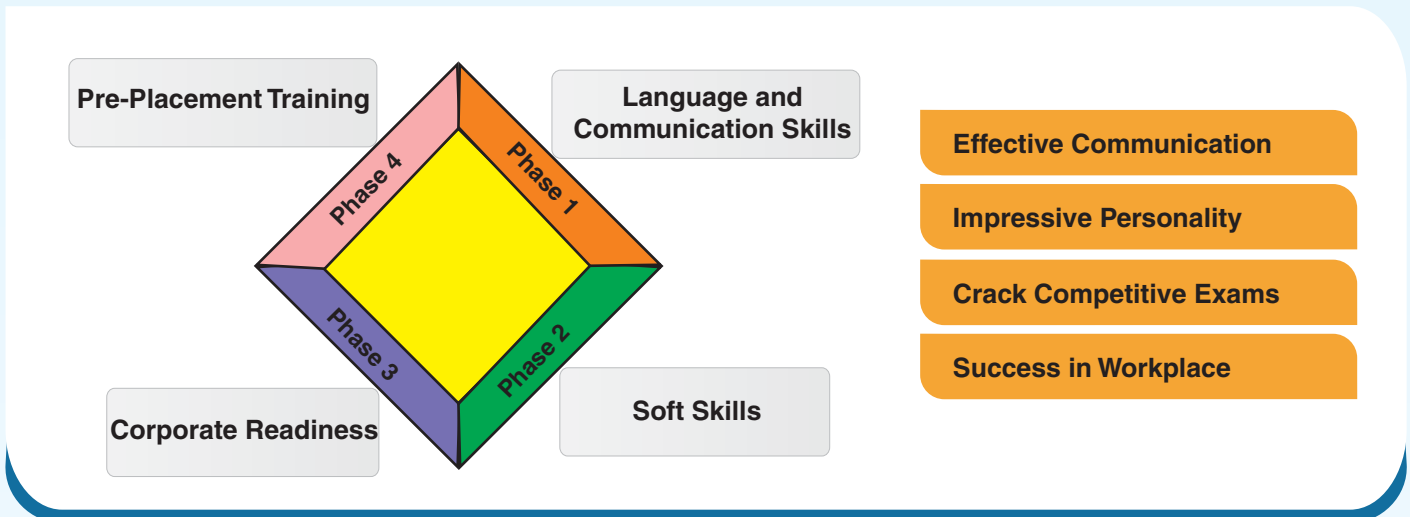 Pre-Placement Training
Language and
Communication Skills
Phase 4
Phase 1
Phase 3
Phase 2
Corporate Readiness
Soft Skills
Effective Communication
Impressive Personality
Crack Competitive Exams
Success in Workplace